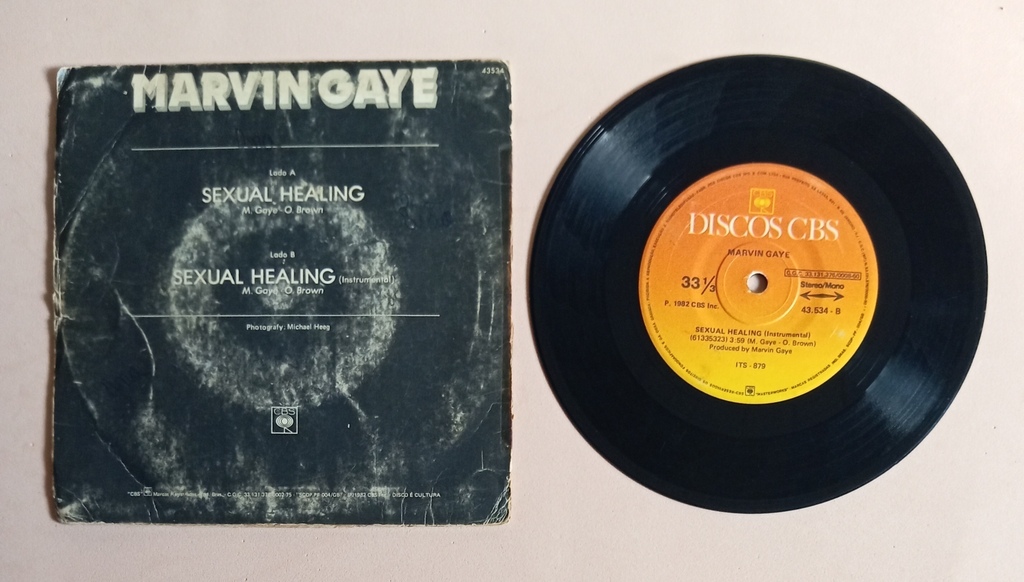 43534
MARVIN GAYE
Lado A
SEXUAL HEALING
M. Gaye - O. Brown
Lado B
SEXUAL HEALING (Instrumental)
M. Gaye - O. Brown
Photografy: Michael Heeg
CBS
DISCO É CULTURA
DISCOS CBS
MARVIN GAYE
33 1/3
Stereo/Mono
P. 1982 CBS Inc.
43.534 - B
SEXUAL HEALING (Instrumental)
(61335323) 3:59 (M. Gaye - O. Brown)
Produced by Marvin Gaye
ITS - 879